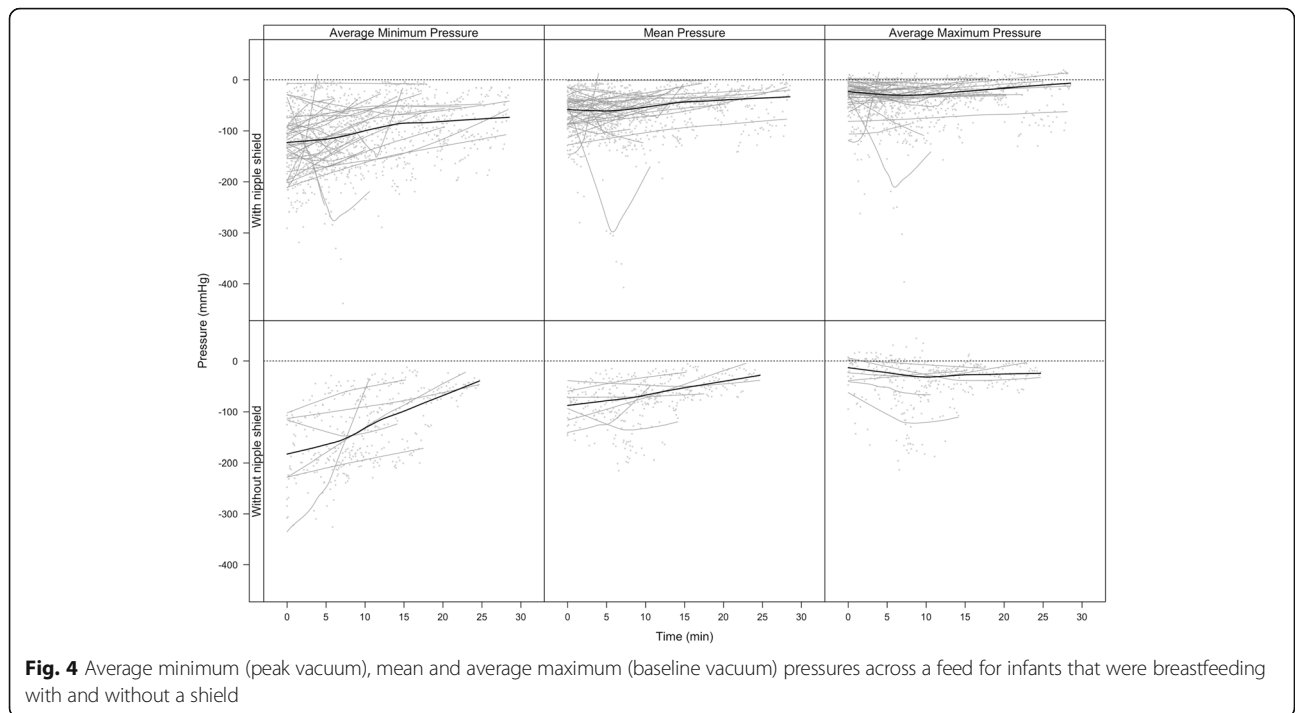 Average Minimum Pressure
Mean Pressure
Average Maximum Pressure
Pressure (mmHg)
With nipple shield
0
-100
-200
-300
-400
Without nipple shield
0
-100
-200
-300
-400
0 5 10 15 20 25 30
0 5 10 15 20 25 30
0 5 10 15 20 25 30
Time (min)
Fig. 4 Average minimum (peak vacuum), mean and average maximum (baseline vacuum) pressures across a feed for infants that were breastfeeding
with and without a shield